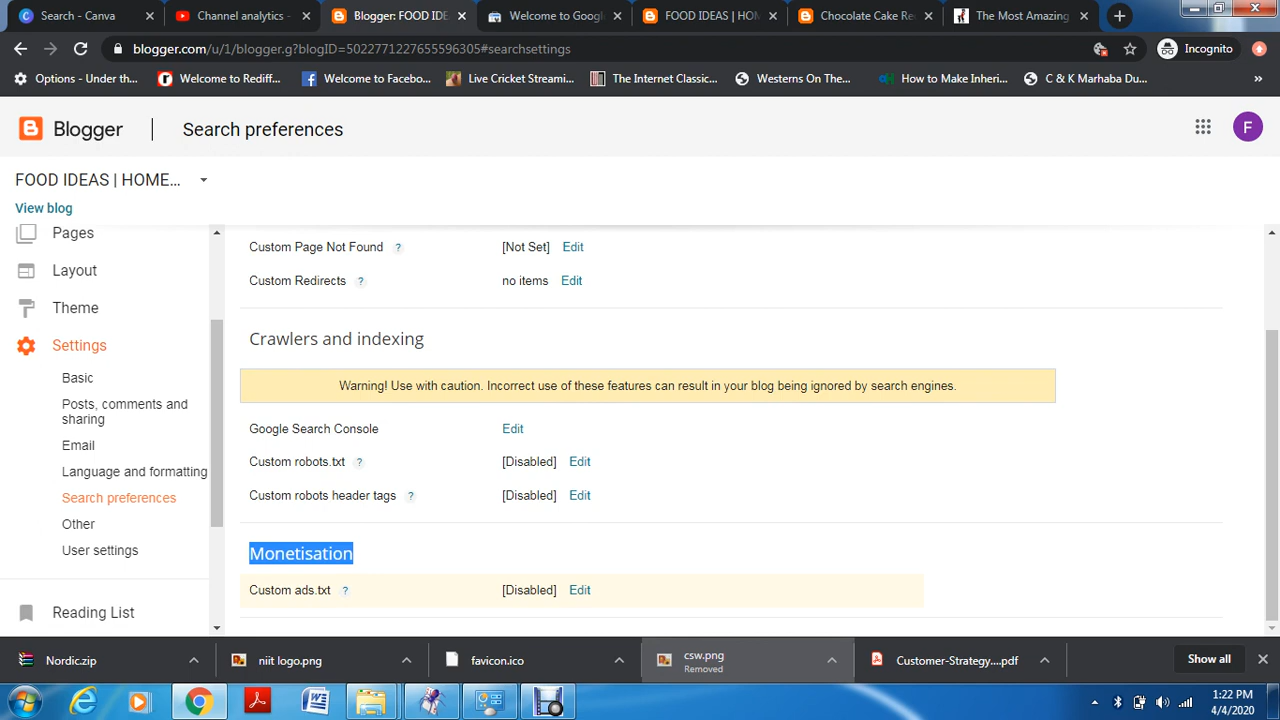 Search - Canva
Channel analytics -
Blogger: FOOD IDE
Welcome to Googl
FOOD IDEAS | HOM
Chocolate Cake Re
The Most Amazing
blogger.com/u/1/blogger.g?blogID=5022771227655596305#searchsettings
Incognito
Options - Under th...
Welcome to Rediff...
Welcome to Facebo...
Live Cricket Streami...
The Internet Classic...
Westerns On The...
How to Make Inheri...
C & K Marhaba Du...
»
Blogger
Search preferences
F
FOOD IDEAS | HOME...
View blog
Pages
Layout
Theme
Settings
Basic
Posts, comments and
sharing
Email
Language and formatting
Search preferences
Other
User settings
Reading List
Custom Page Not Found ? [Not Set] Edit
Custom Redirects ? no items Edit
Crawlers and indexing
Warning! Use with caution. Incorrect use of these features can result in your blog being ignored by search engines.
Google Search Console Edit
Custom robots.txt ? [Disabled] Edit
Custom robots header tags ? [Disabled] Edit
Monetisation
Custom ads.txt ? [Disabled] Edit
Nordic.zip
niit logo.png
favicon.ico
csw.png
Removed
Customer-Strategy....pdf
Show all
1:22 PM
4/4/2020